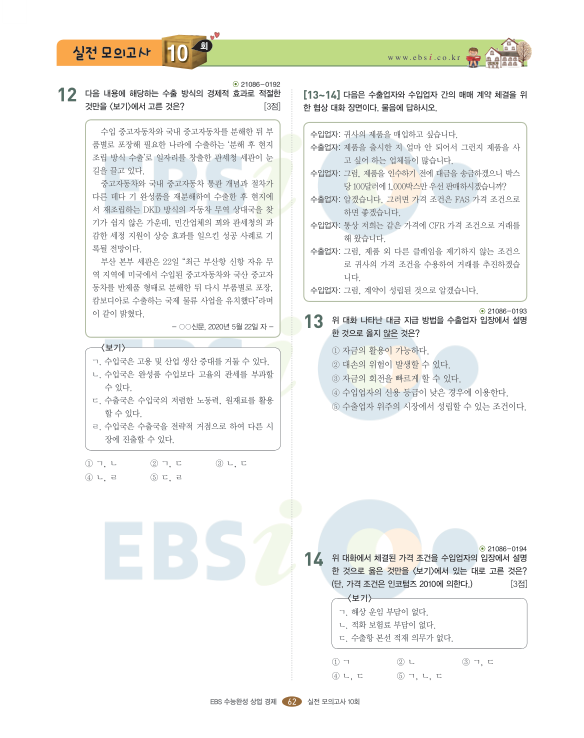 실전 모의고사 10 회
www.ebsi.co.kr
⊙ 21086-0192
12 다음 내용에 해당하는 수출 방식의 경제적 효과로 적절한
것만을 <보기>에서 고른 것은? [3점]
수입 중고자동차와 국내 중고자동차를 분해한 뒤 부
품별로 포장해 필요한 나라에 수출하는 '분해 후 현지
조립 방식 수출'로 일자리를 창출한 관세청 세관이 눈
길을 끌고 있다.
중고자동차와 국내 중고자동차 통관 개념과 절차가
다른 데다 기 완성품을 재분해하여 수출한 후 현지에
서 재조립하는 DKD 방식의 자동차 무역 상대국을 찾
기가 쉽지 않은 가운데, 민간업체의 꾀와 관세청의 과
감한 세정 지원이 상승 효과를 일으킨 성공 사례로 기
록될 전망이다.
부산 본부 세관은 22일 "최근 부산항 신항 자유 무
역 지역에 미국에서 수입된 중고자동차와 국산 중고자
동차를 반제품 형태로 분해한 뒤 다시 부품별로 포장,
캄보디아로 수출하는 국제 물류 사업을 유치했다"라며
이 같이 밝혔다.
- ○○신문, 2020년 5월 22일 자 -
<보기>
ㄱ. 수입국은 고용 및 산업 생산 증대를 거둘 수 있다.
ㄴ. 수입국은 완성품 수입보다 고율의 관세를 부과할
수 있다.
ㄷ. 수출국은 수입국의 저렴한 노동력, 원재료를 활용
할 수 있다.
ㄹ. 수입국은 수출국을 전략적 거점으로 하여 다른 시
장에 진출할 수 있다.
① ㄱ, ㄴ ② ㄱ, ㄷ ③ ㄴ, ㄷ
④ ㄴ, ㄹ ⑤ ㄷ, ㄹ
[13~14] 다음은 수출업자와 수입업자 간의 매매 계약 체결을 위
한 협상 대화 장면이다. 물음에 답하시오.
수입업자: 귀사의 제품을 매입하고 싶습니다.
수출업자: 제품을 출시한 지 얼마 안 되어서 그런지 제품을 사
고 싶어 하는 업체들이 많습니다.
수입업자: 그럼, 제품을 인수하기 전에 대금을 송금하겠으니 박스
당 100달러에 1,000박스만 우선 판매하시겠습니까?
수출업자: 알겠습니다. 그러면 가격 조건은 FAS 가격 조건으로
하면 좋겠습니다.
수입업자: 통상 저희는 같은 가격에 CFR 가격 조건으로 거래를
해 왔습니다.
수출업자: 그럼, 제품 외 다른 클레임을 제기하지 않는 조건으
로 귀사의 가격 조건을 수용하여 거래를 추진하겠습
니다.
수입업자: 그럼, 계약이 성립된 것으로 알겠습니다.
⊙ 21086-0193
13 위 대화 나타난 대금 지급 방법을 수출업자 입장에서 설명
한 것으로 옳지 않은 것은?
① 자금의 활용이 가능하다.
② 대손의 위험이 발생할 수 있다.
③ 자금의 회전을 빠르게 할 수 있다.
④ 수입업자의 신용 등급이 낮은 경우에 이용한다.
⑤ 수출업자 위주의 시장에서 성립할 수 있는 조건이다.
⊙ 21086-0194
14 위 대화에서 체결된 가격 조건을 수입업자의 입장에서 설명
한 것으로 옳은 것만을 <보기>에서 있는 대로 고른 것은?
(단, 가격 조건은 인코텀즈 2010에 의한다.) [3점]
<보기>
ㄱ. 해상 운임 부담이 없다.
ㄴ. 적화 보험료 부담이 없다.
ㄷ. 수출항 본선 적재 의무가 없다.
① ㄱ ② ㄴ ③ ㄱ, ㄷ
④ ㄴ, ㄷ ⑤ ㄱ, ㄴ, ㄷ
EBSi
EBSi
EBS 수능완성 상업 경제 62 실전 모의고사 10회